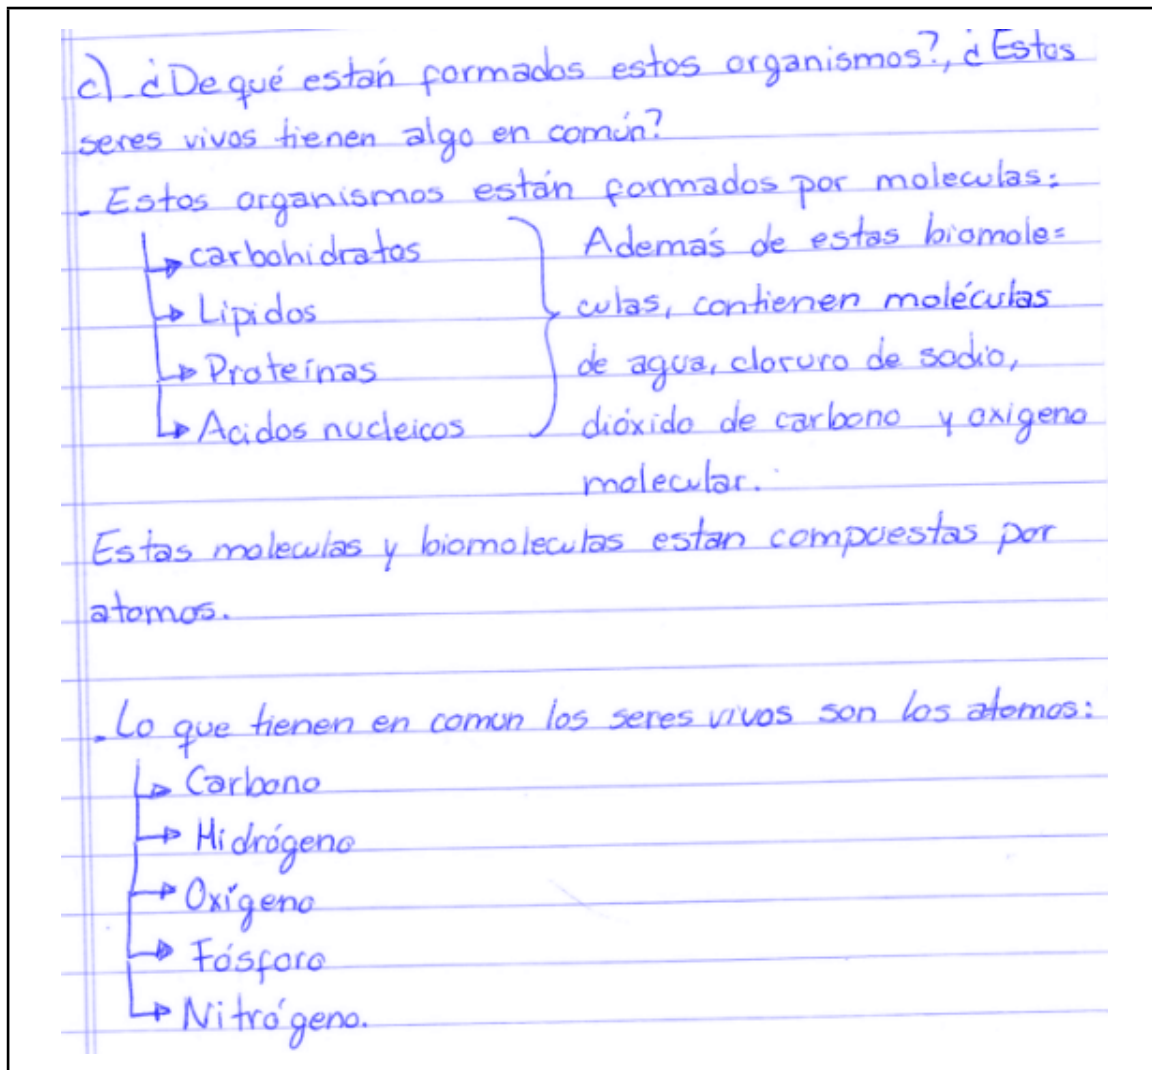 c).- ¿De qué están formados estos organismos?, ¿Estos
seres vivos tienen algo en común?
- Estos organismos están formados por moleculas:
carbohidratos
Lípidos
Proteínas
Acidos nucleicos
Además de estas biomole=
culas, contienen moléculas
de agua, cloruro de sodio,
dióxido de carbono y oxigeno
molecular.
Estas moleculas y biomoleculas estan compuestas por
atomos.
- Lo que tienen en comun los seres vivos son los atomos:
Carbono
Hidrógeno
Oxígeno
Fósforo
Nitrógeno.